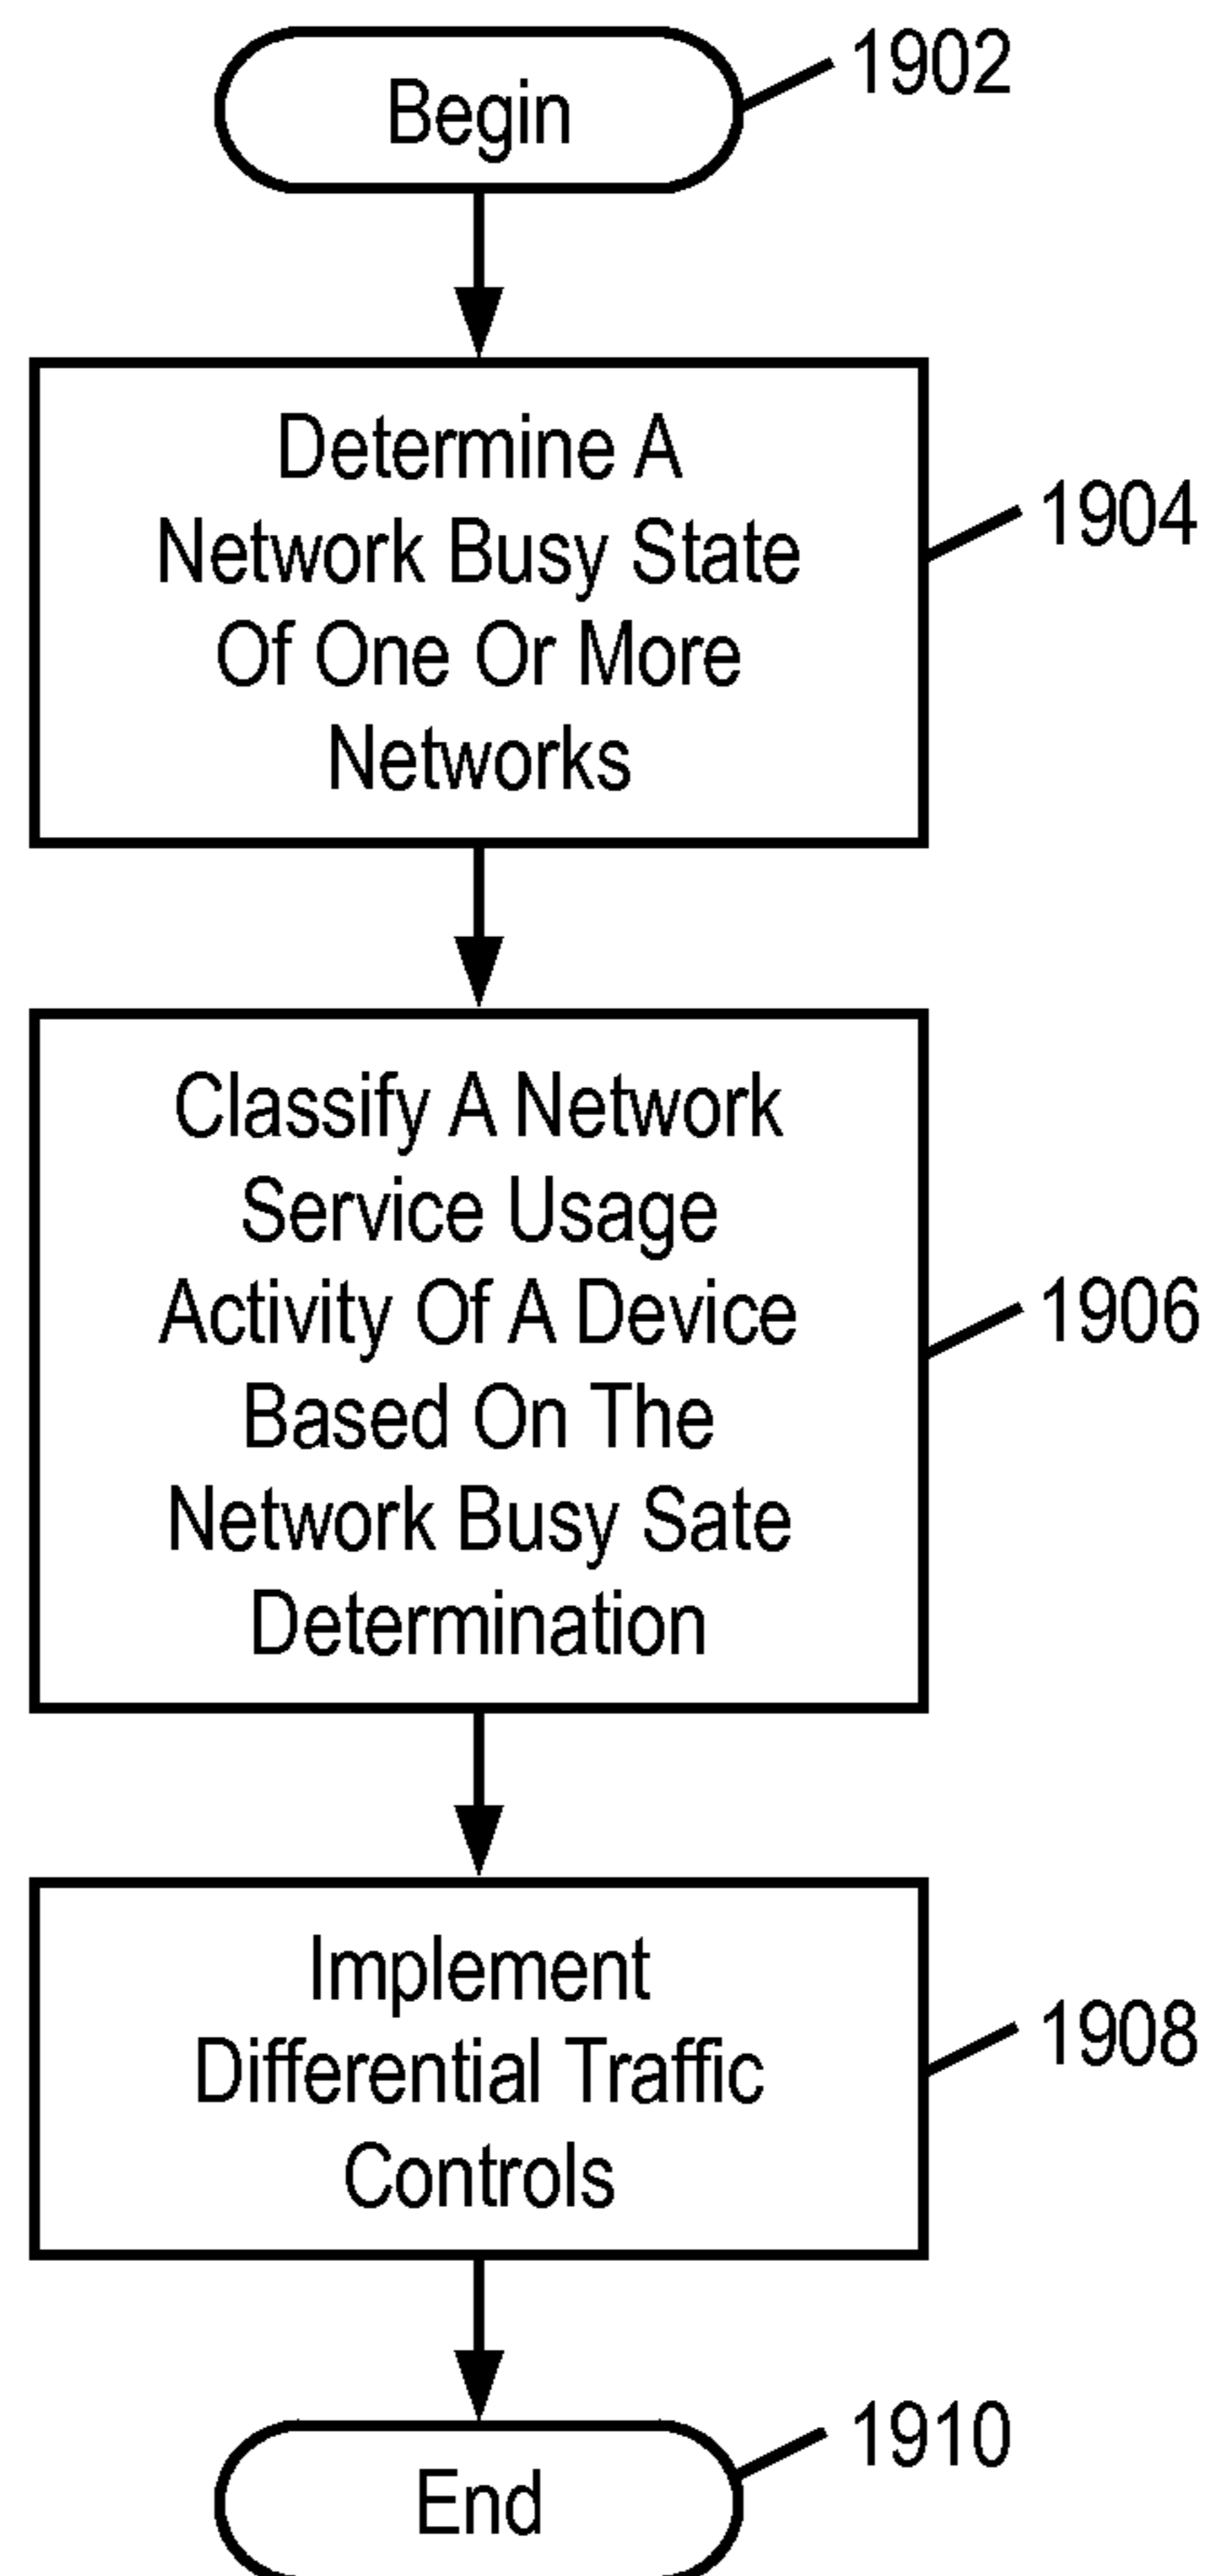 Begin
1902
Determine A
Network Busy State
Of One Or More
Networks
1904
Classify A Network
Service Usage
Activity Of A Device
Based On The
Network Busy Sate
Determination
1906
Implement
Differential Traffic
Controls
1908
End
1910